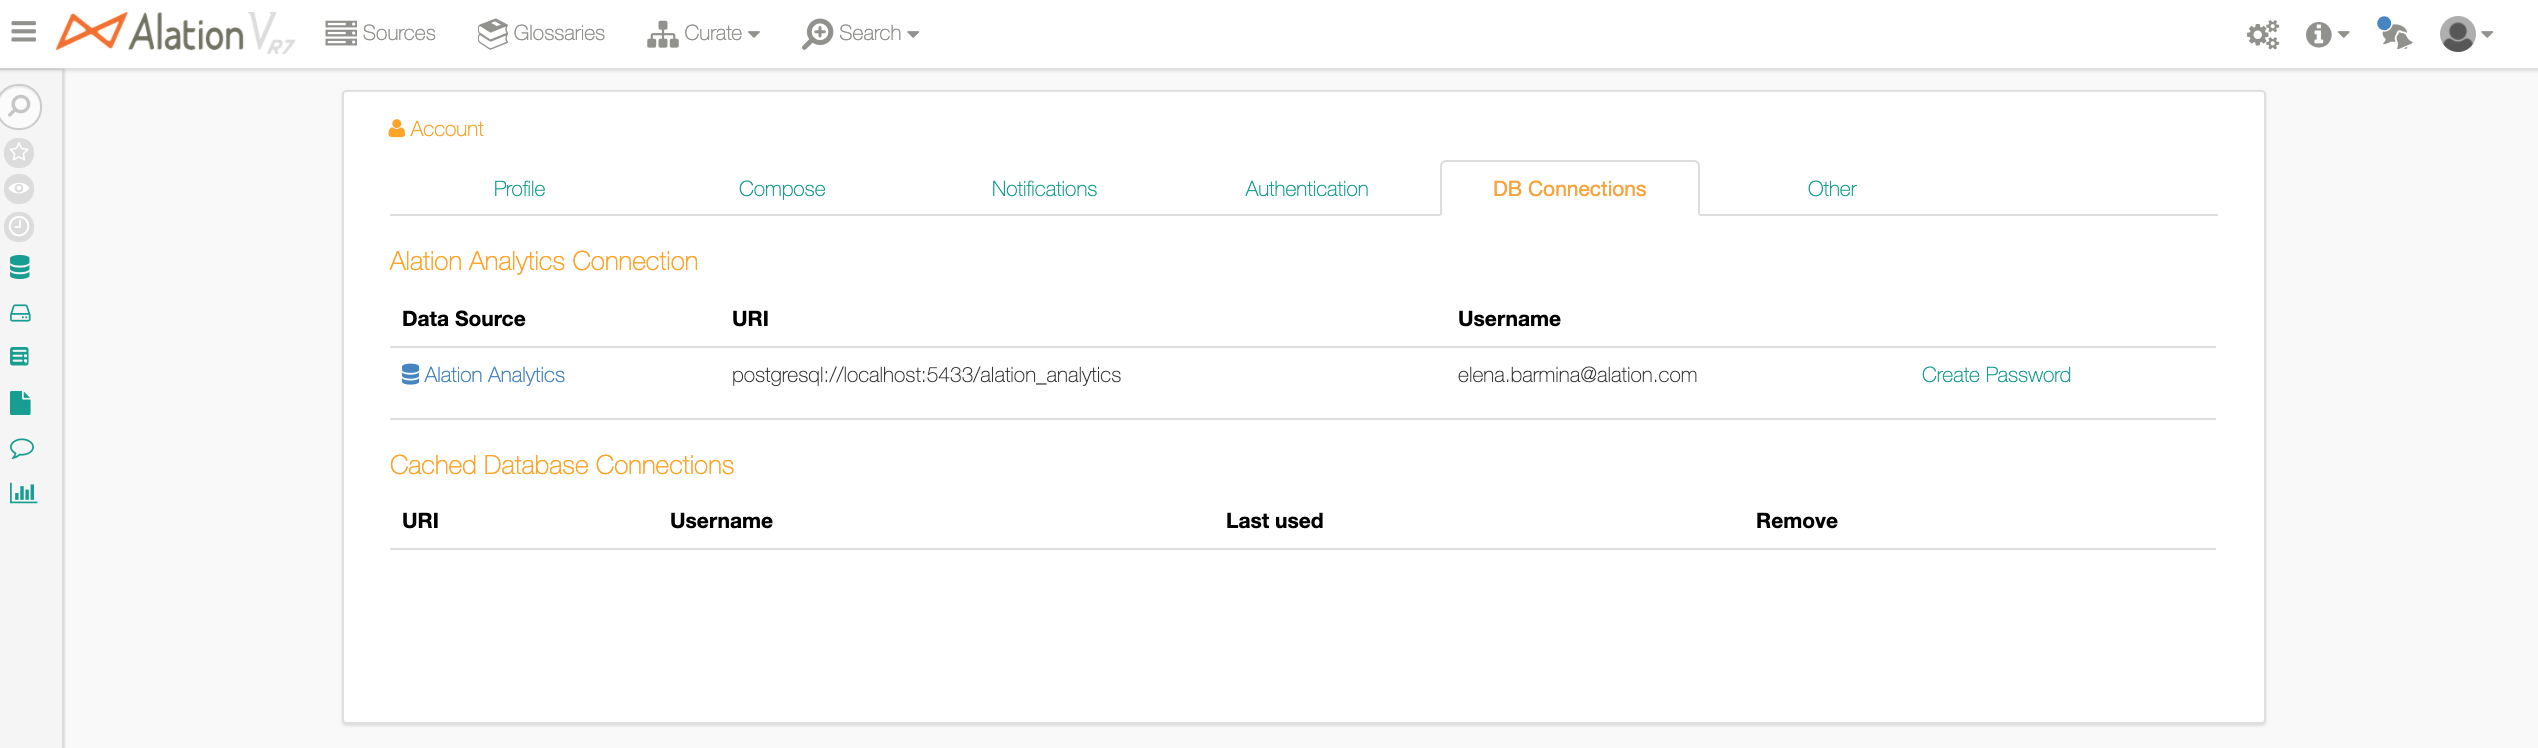 Alation V R7 Sources Glossaries Curate Search
Account
Profile Compose Notifications Authentication DB Connections Other
Alation Analytics Connection
Data Source URI Username
Alation Analytics postgresql://localhost:5433/alation_analytics elena.barmina@alation.com Create Password
Cached Database Connections
URI Username Last used Remove